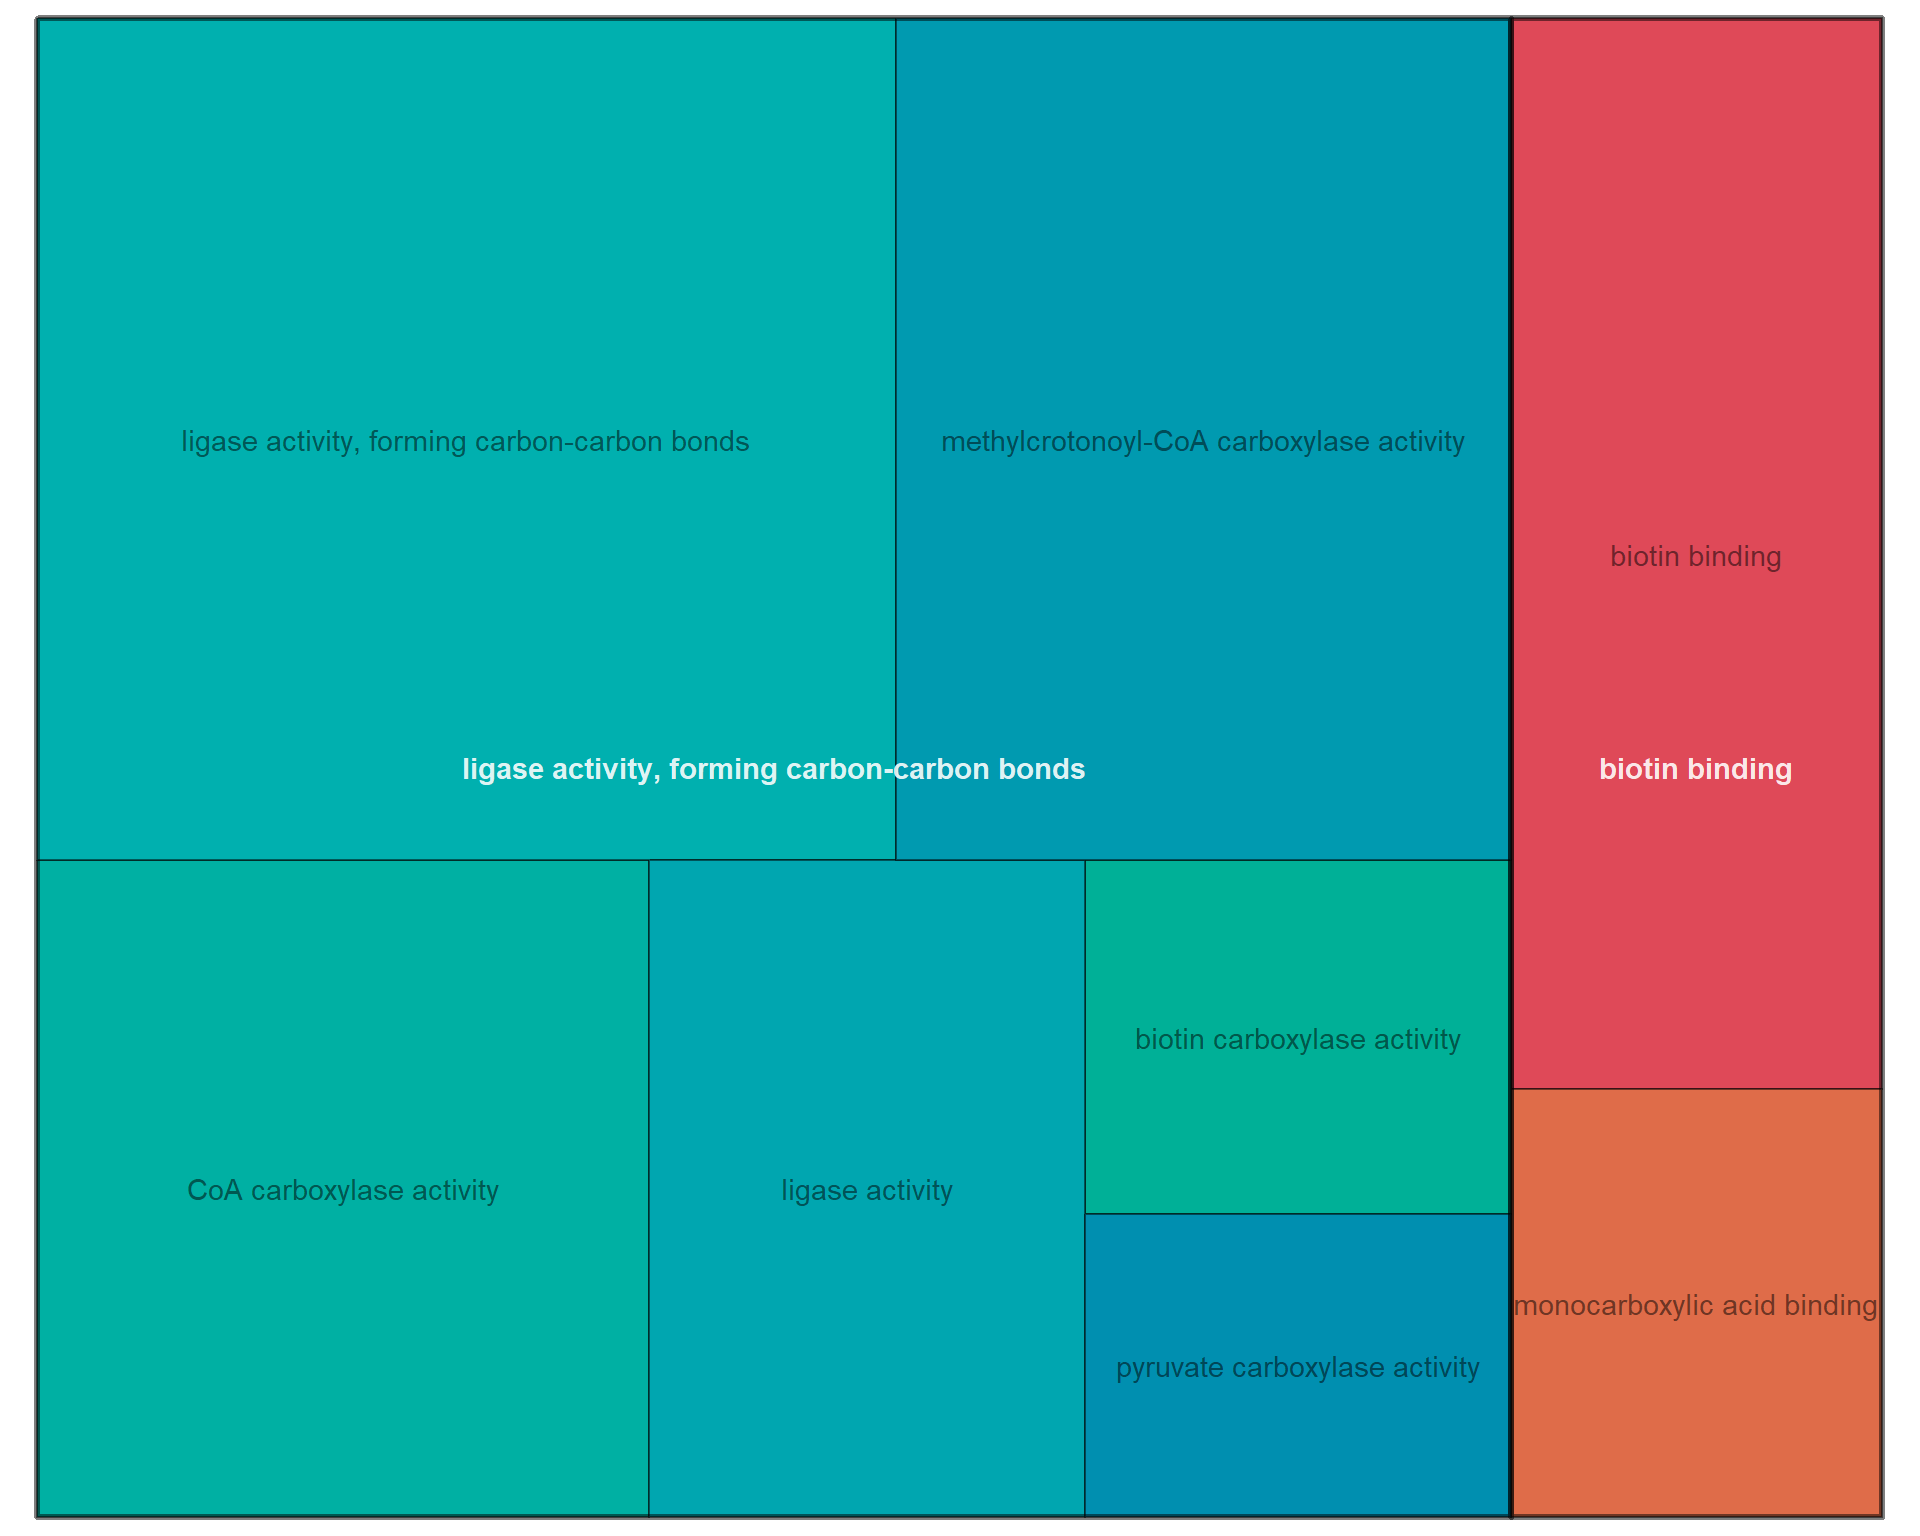 ligase activity, forming carbon-carbon bonds
methylcrotonoyl-CoA carboxylase activity
biotin binding
ligase activity, forming carbon-carbon bonds
biotin binding
biotin carboxylase activity
CoA carboxylase activity
ligase activity
monocarboxylic acid binding
pyruvate carboxylase activity